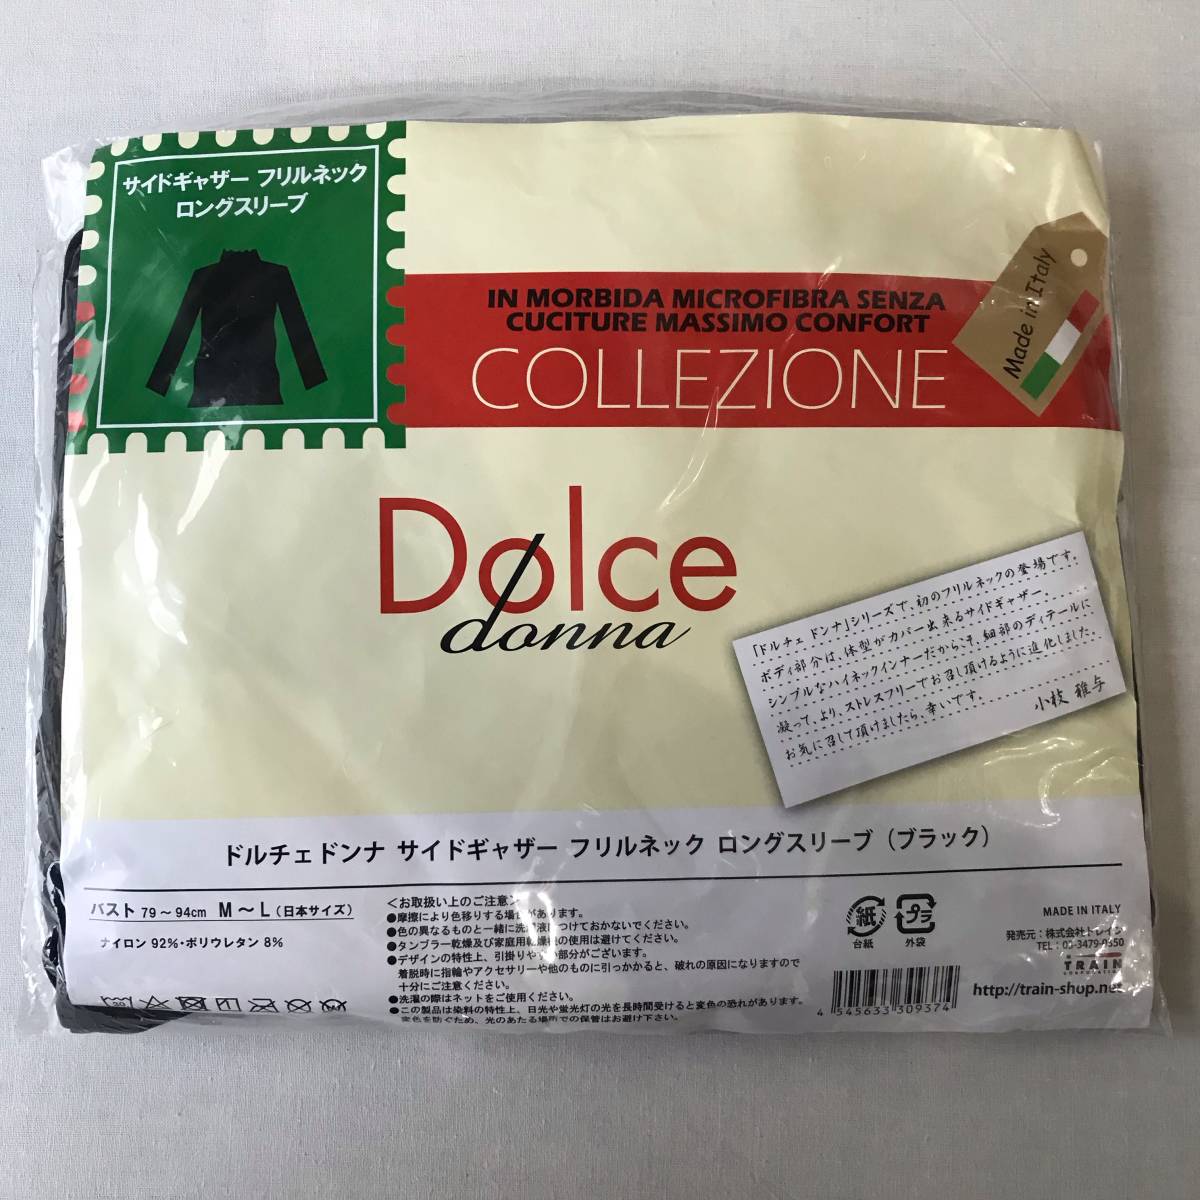 サイドギャザー フリルネック
ロングスリーブ
IN MORBIDA MICROFIBRA SENZA
CUCITURE MASSIMO CONFORT
COLLEZIONE
Made in Italy
Dolce
donna
「ドルチェ ドンナ」シリーズで、初のフリルネックの登場です。
ボディ部分は、体型がカバー出来るサイドギャザー
シンプルなハイネックインナーだからこそ、細部のディテールに
凝って、より、ストレスフリーでお召し頂けるように進化しました。
お気に召して頂けましたら、幸いです。
小枝 雅与
ドルチェドンナ サイドギャザー フリルネック ロングスリーブ（ブラック）
バスト 79～94cm M～L（日本サイズ）
ナイロン 92%・ポリウレタン 8%
＜お取扱い上のご注意＞
●摩擦により色移りする場合があります。
●色の異なるものと一緒に洗濯液につけておかないでください。
●タンブラー乾燥及び家庭用乾燥機の使用は避けてください。
●デザインの特性上、引掛りやすい部分がございます。
着脱時に指輪やアクセサリーや他のものに引っかかると、破れの原因になりますので
十分にご注意ください。
●洗濯の際はネットをご使用ください。
●この製品は染料の特性上、日光や蛍光灯の光を長時間受けると変色の恐れがあります。
変色を防ぐため、光のあたる場所での保管はお避け下さい。
紙
台紙
プラ
外袋
4 545633 309374
MADE IN ITALY
発売元：株式会社トレイン
TEL：03-3479-0350
TRAIN
CORPORATION
http://train-shop.net